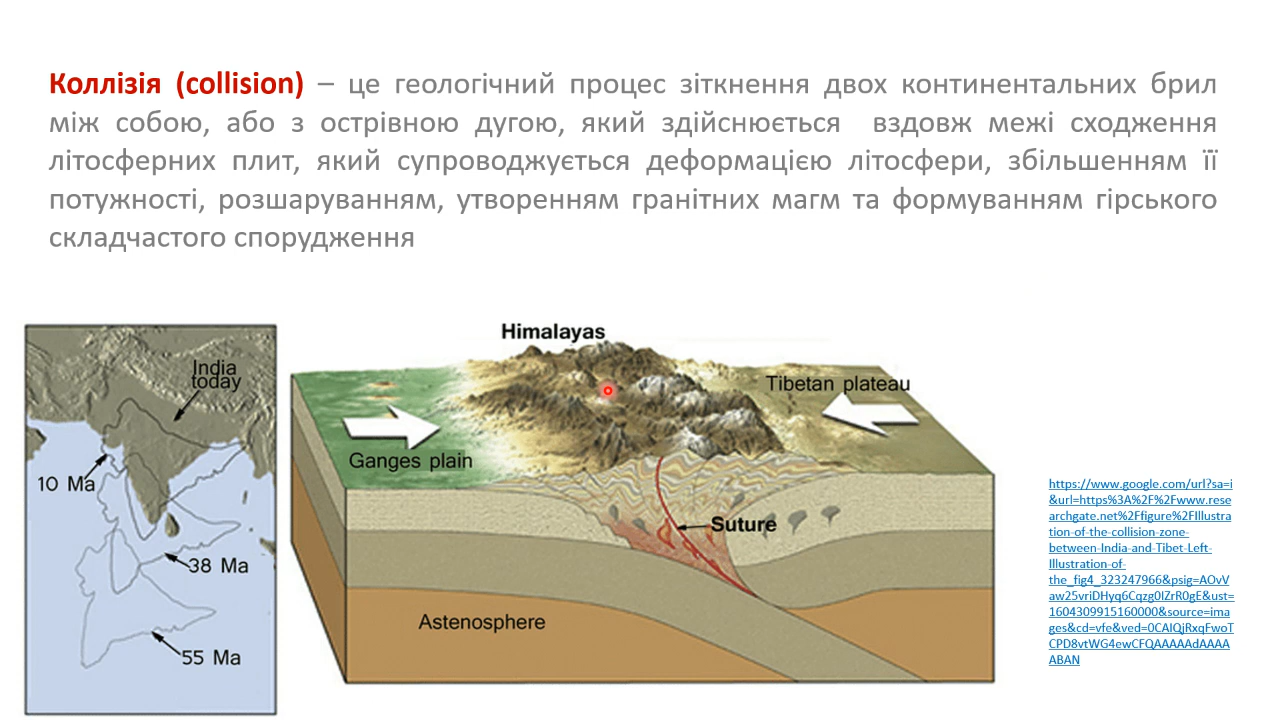 Коллізія (collision) – це геологічний процес зіткнення двох континентальних брил
між собою, або з острівною дугою, який здійснюється вздовж межі сходження
літосферних плит, який супроводжується деформацією літосфери, збільшенням її
потужності, розшаруванням, утворенням гранітних магм та формуванням гірського
складчастого спорудження
India
today
10 Ma
38 Ma
55 Ma
Himalayas
Tibetan plateau
Ganges plain
Suture
Astenosphere
https://www.google.com/url?sa=i
&url=https%3A%2F%2Fwww.rese
archgate.net%2Ffigure%2FIllustra
tion-of-the-collision-zone-
between-India-and-Tibet-Left-
Illustration-of-
the_fig4_323247966&psig=AOvV
aw25vriDHyq6Cqzg0IZrR0gE&ust=
1604309915160000&source=ima
ges&cd=vfe&ved=0CAIQjRxqFwoT
CPD8vtWG4ewCFQAAAAAdAAAA
ABAN